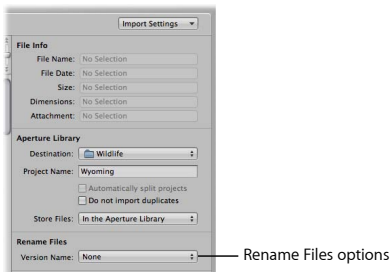 Import Settings
File Info
File Name: No Selection
File Date: No Selection
Size: No Selection
Dimensions: No Selection
Attachment: No Selection
Aperture Library
Destination: Wildlife
Project Name: Wyoming
Automatically split projects
Do not import duplicates
Store Files: In the Aperture Library
Rename Files
Version Name: None
Rename Files options